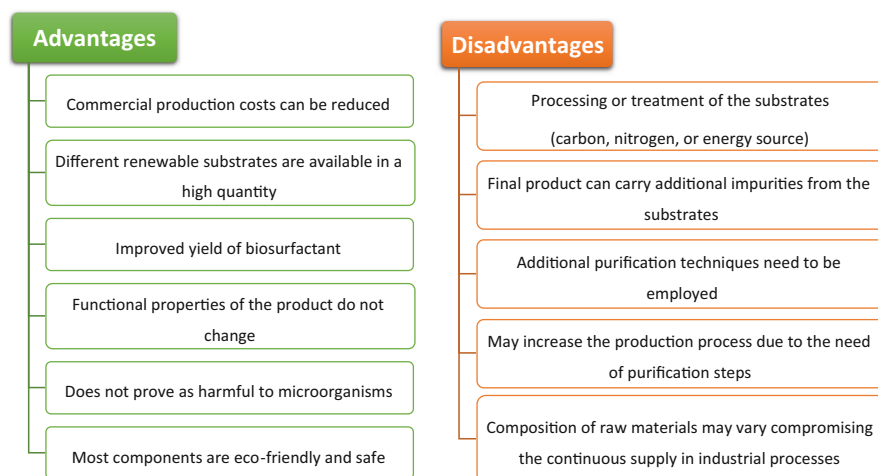 Advantages
Commercial production costs can be reduced
Different renewable substrates are available in a
high quantity
Improved yield of biosurfactant
Functional properties of the product do not
change
Does not prove as harmful to microorganisms
Most components are eco-friendly and safe
Disadvantages
Processing or treatment of the substrates
(carbon, nitrogen, or energy source)
Final product can carry additional impurities from the
substrates
Additional purification techniques need to be
employed
May increase the production process due to the need
of purification steps
Composition of raw materials may vary compromising
the continuous supply in industrial processes